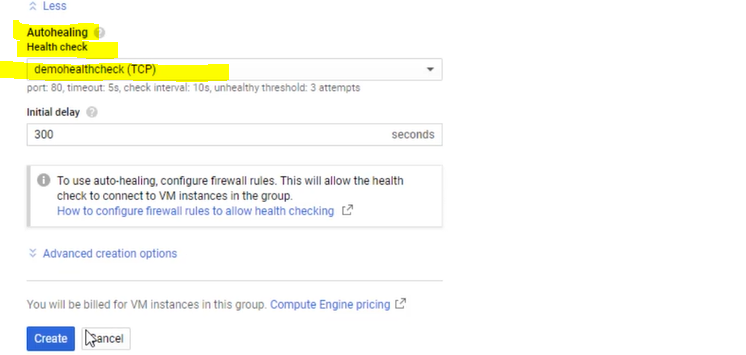 Less
Autohealing
Health check
demohealthcheck (TCP)
port: 80, timeout: 5s, check interval: 10s, unhealthy threshold: 3 attempts
Initial delay
300 seconds
To use auto-healing, configure firewall rules. This will allow the health
check to connect to VM instances in the group.
How to configure firewall rules to allow health checking
Advanced creation options
You will be billed for VM instances in this group. Compute Engine pricing
Create Cancel